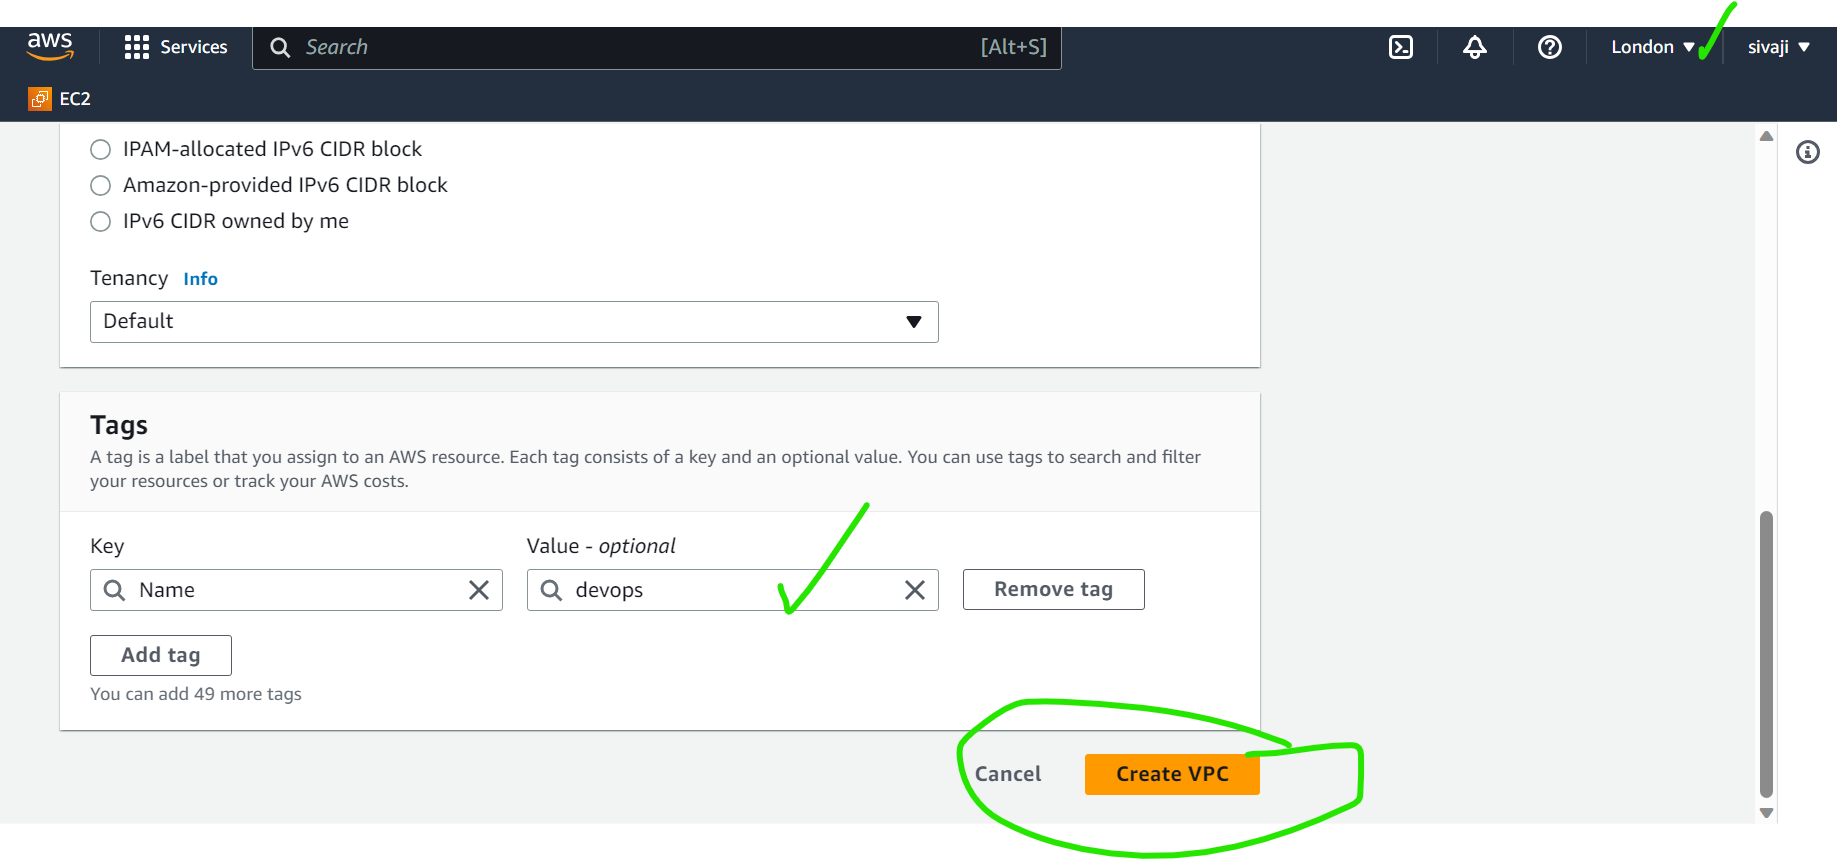 aws Services Search [Alt+S] London sivaji
EC2
IPAM-allocated IPv6 CIDR block
Amazon-provided IPv6 CIDR block
IPv6 CIDR owned by me
Tenancy Info
Default
Tags
A tag is a label that you assign to an AWS resource. Each tag consists of a key and an optional value. You can use tags to search and filter
your resources or track your AWS costs.
Key Value - optional
Name devops Remove tag
Add tag
You can add 49 more tags
Cancel Create VPC